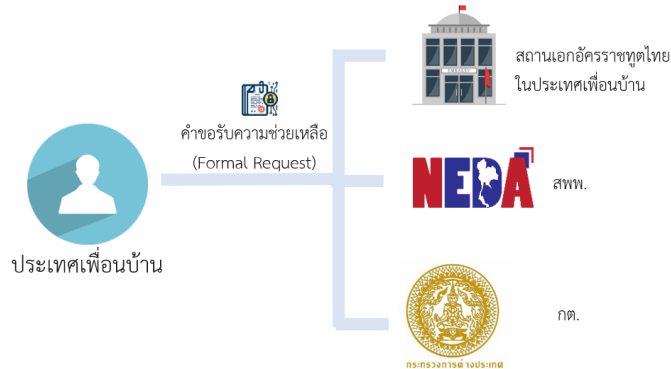 สถานเอกอัครราชทูตไทย
ในประเทศเพื่อนบ้าน
EMBASSY
คำขอรับความช่วยเหลือ
(Formal Request)
NEDA
สพพ.
ประเทศเพื่อนบ้าน
กต.
กระทรวงการต่างประเทศ